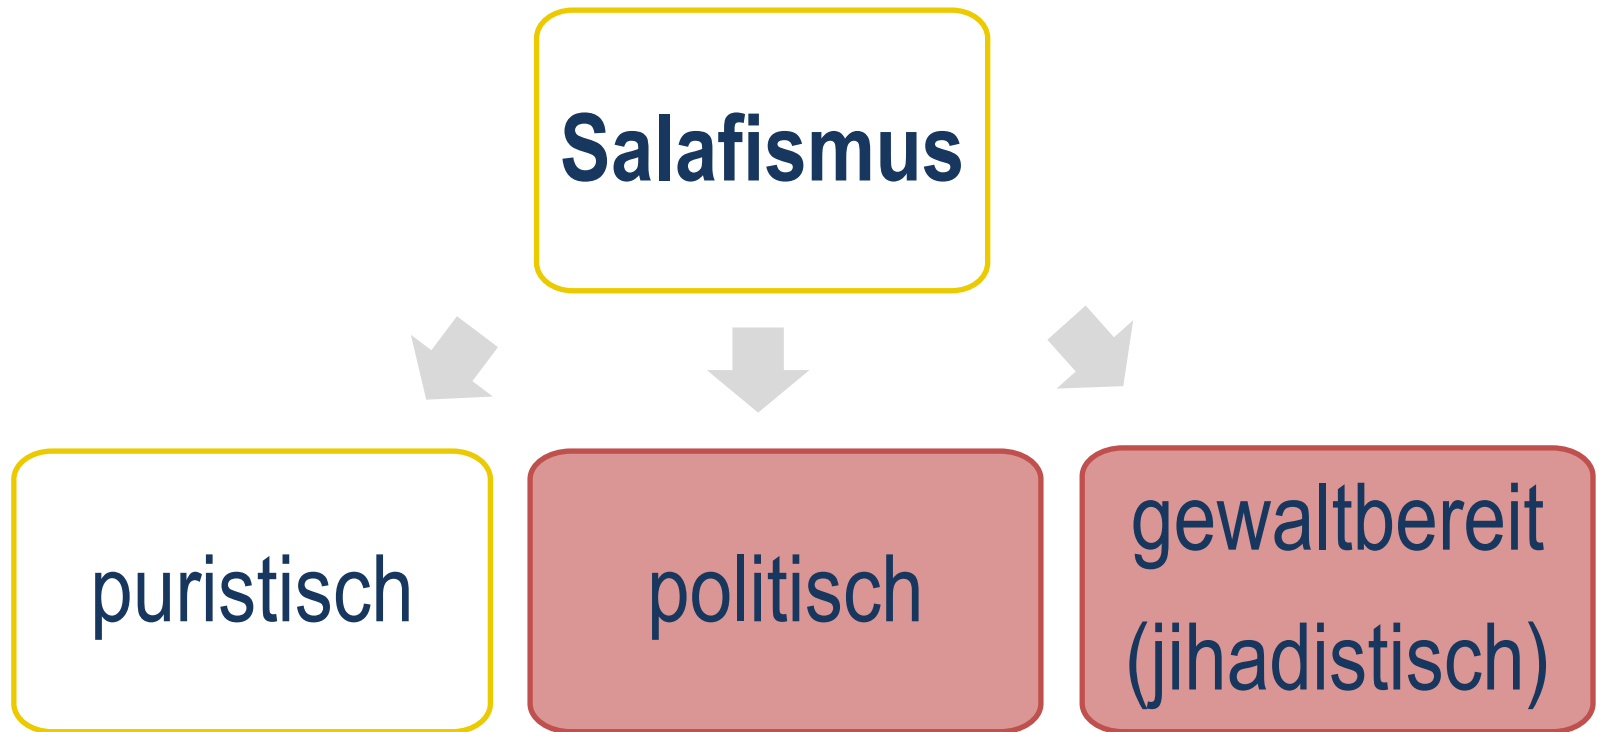 Salafismus
puristisch
politisch
gewaltbereit
(jihadistisch)